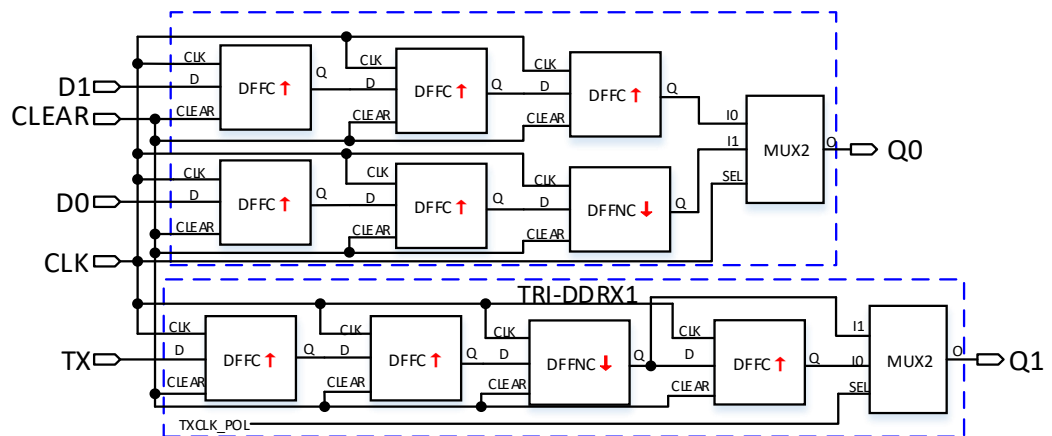 CLK
D
CLEAR
DFFC
Q
CLK
D
CLEAR
DFFC
Q
CLK
D
CLEAR
DFFC
Q
D1
CLEAR
I0
I1
SEL
MUX2
O
Q0
CLK
D
CLEAR
DFFC
Q
CLK
D
CLEAR
DFFC
Q
CLK
D
CLEAR
DFFNC
Q
D0
CLK
TRI-DDRX1
TX
CLK
D
CLEAR
DFFC
Q
CLK
D
CLEAR
DFFC
Q
CLK
D
CLEAR
DFFNC
Q
CLK
D
CLEAR
DFFC
Q
I1
I0
SEL
MUX2
O
Q1
TXCLK_POL